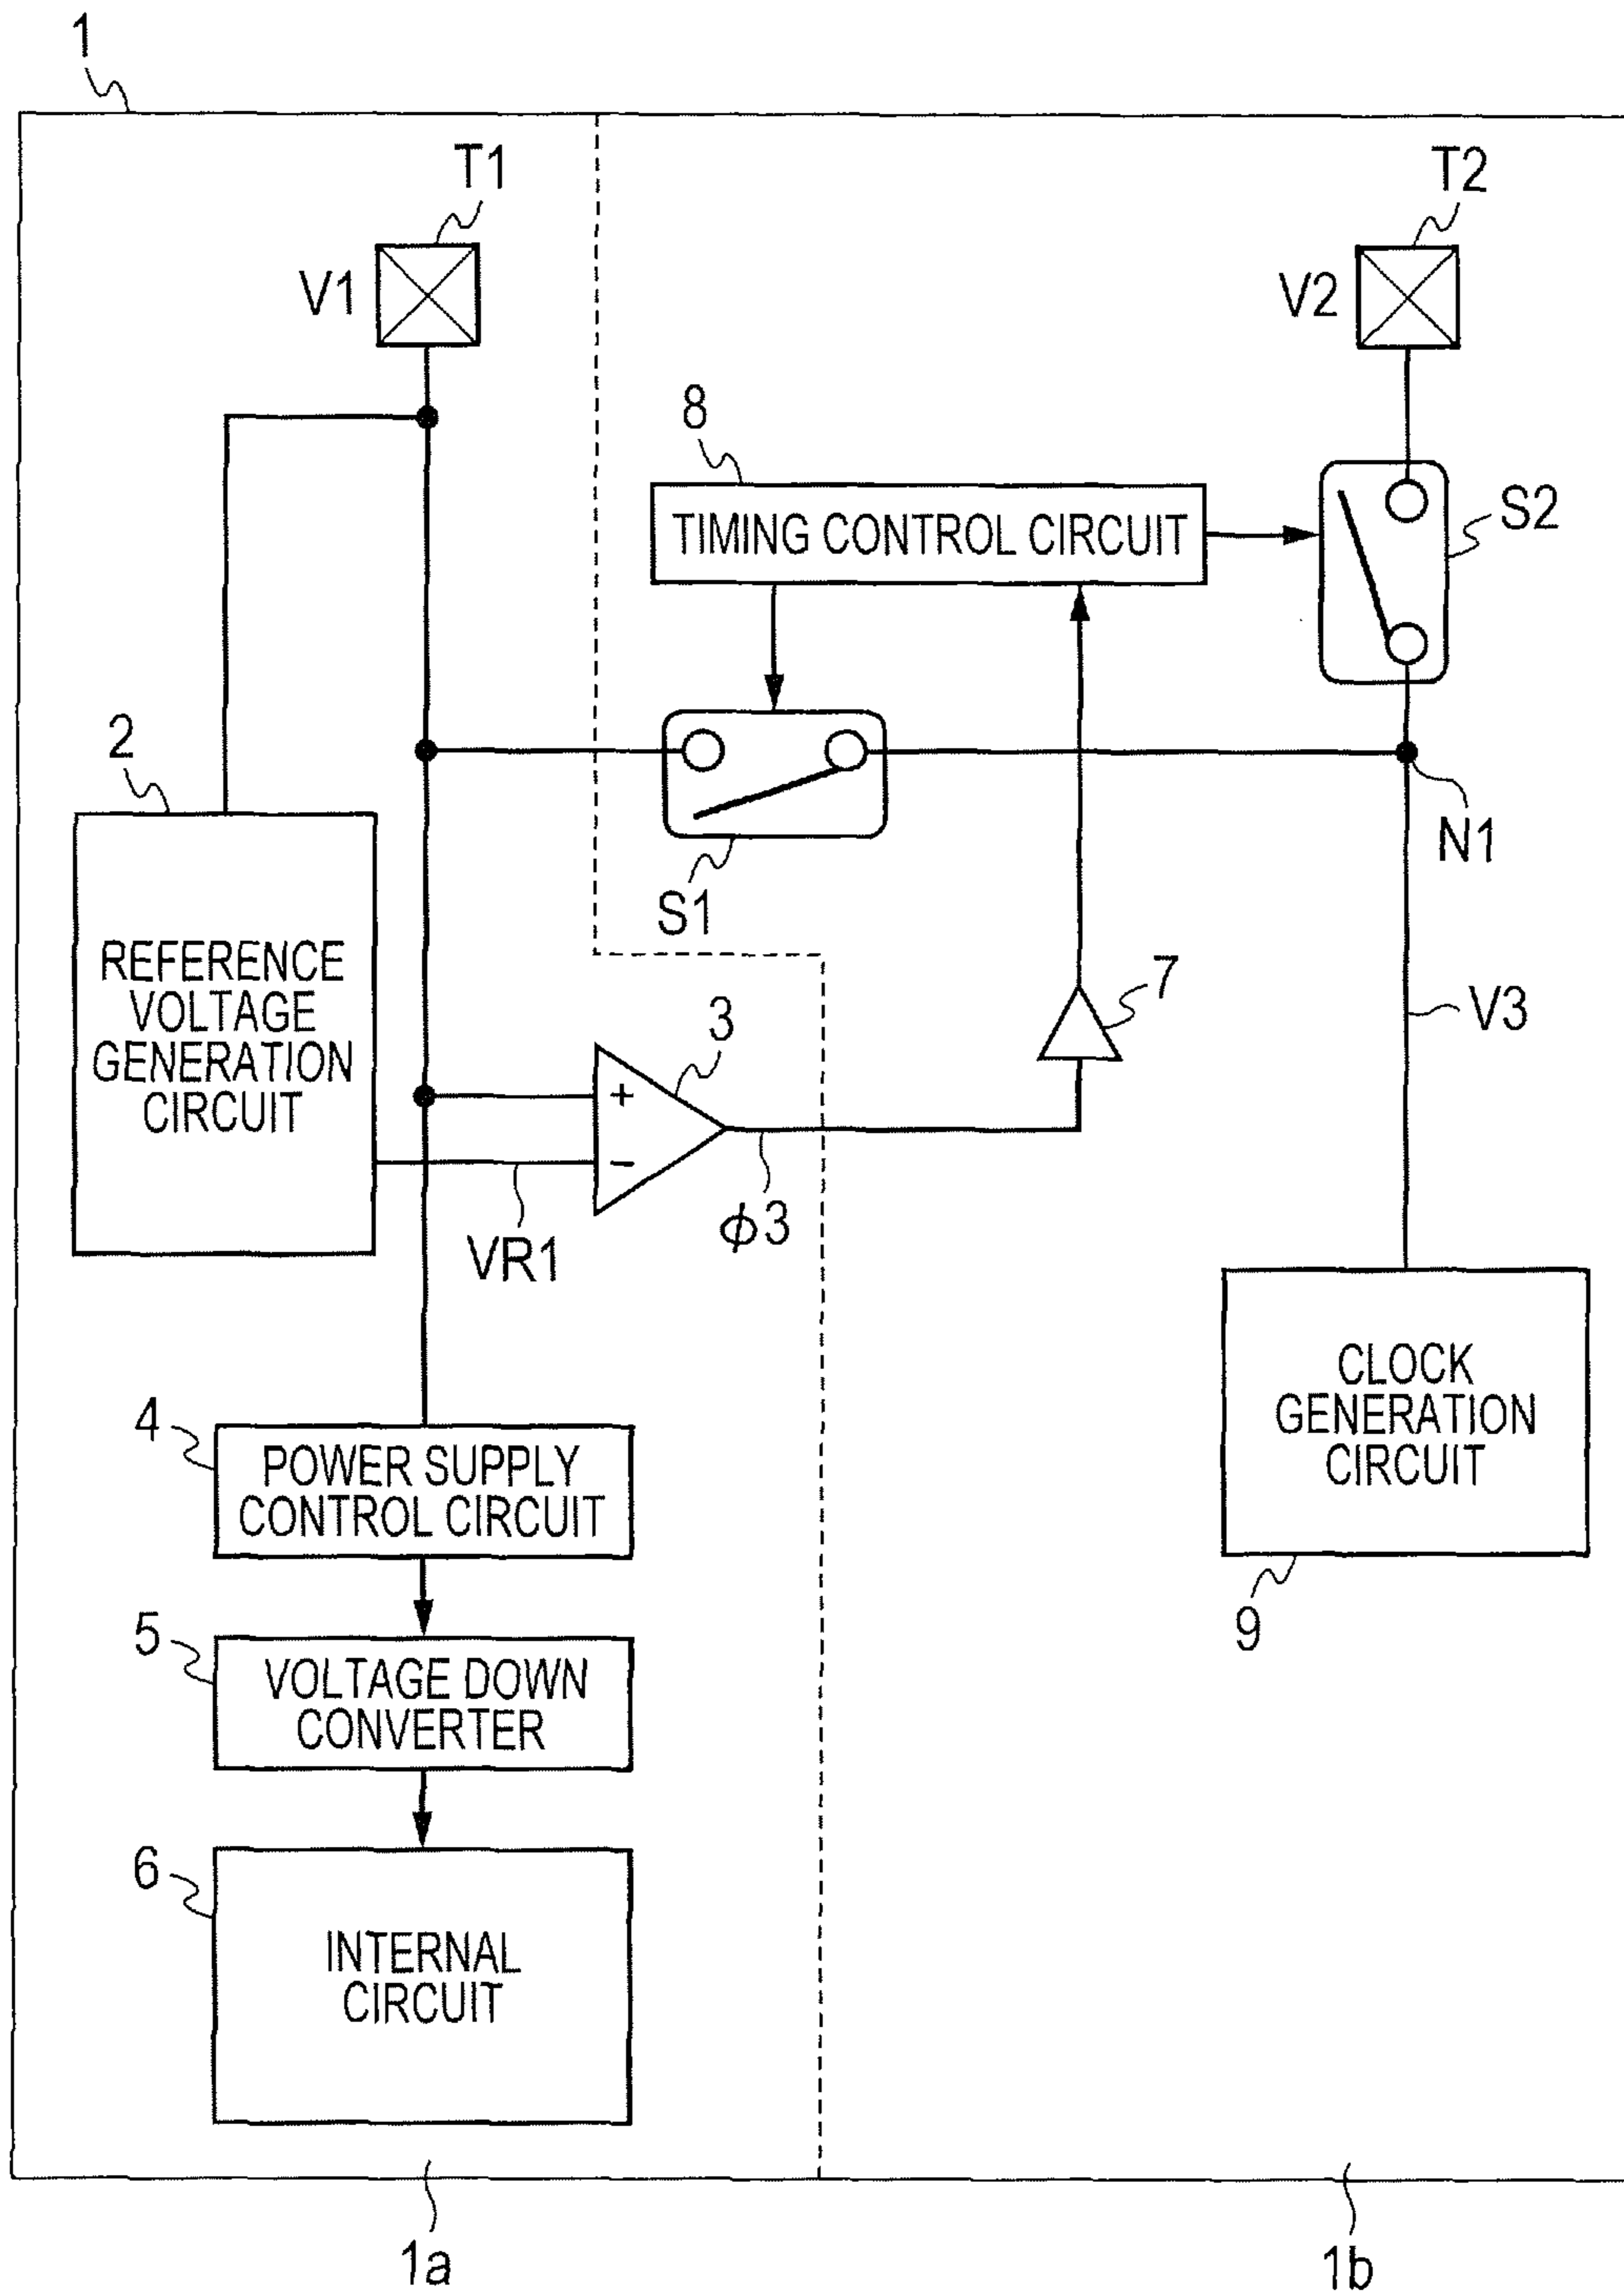 1
T1
T2
V1
V2
8
TIMING CONTROL CIRCUIT
S2
2
S1
N1
REFERENCE
VOLTAGE
GENERATION
CIRCUIT
3
7
V3
+
−
VR1
ϕ3
CLOCK
GENERATION
CIRCUIT
4
POWER SUPPLY
CONTROL CIRCUIT
9
5
VOLTAGE DOWN
CONVERTER
6
INTERNAL
CIRCUIT
1a
1b